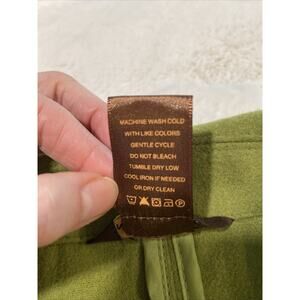 MACHINE WASH COLD
WITH LIKE COLORS
GENTLE CYCLE
DO NOT BLEACH
TUMBLE DRY LOW
COOL IRON IF NEEDED
OR DRY CLEAN